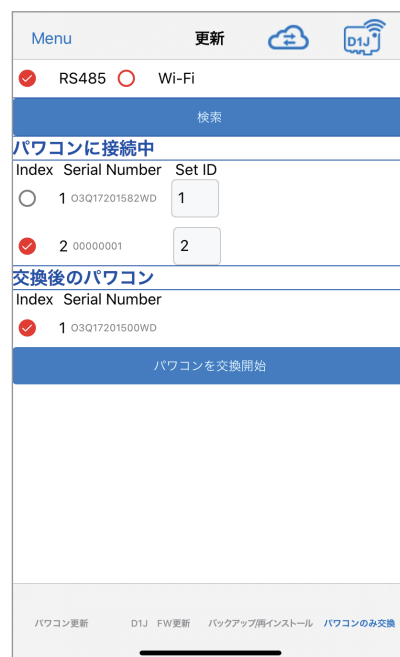 Menu 更新 D1J
RS485 Wi-Fi
検索
パワコンに接続中
Index Serial Number Set ID
1 O3Q17201582WD 1
2 00000001 2
交換後のパワコン
Index Serial Number
1 O3Q17201500WD
パワコンを交換開始
パワコン更新 D1J FW更新 バックアップ/再インストール パワコンのみ交換